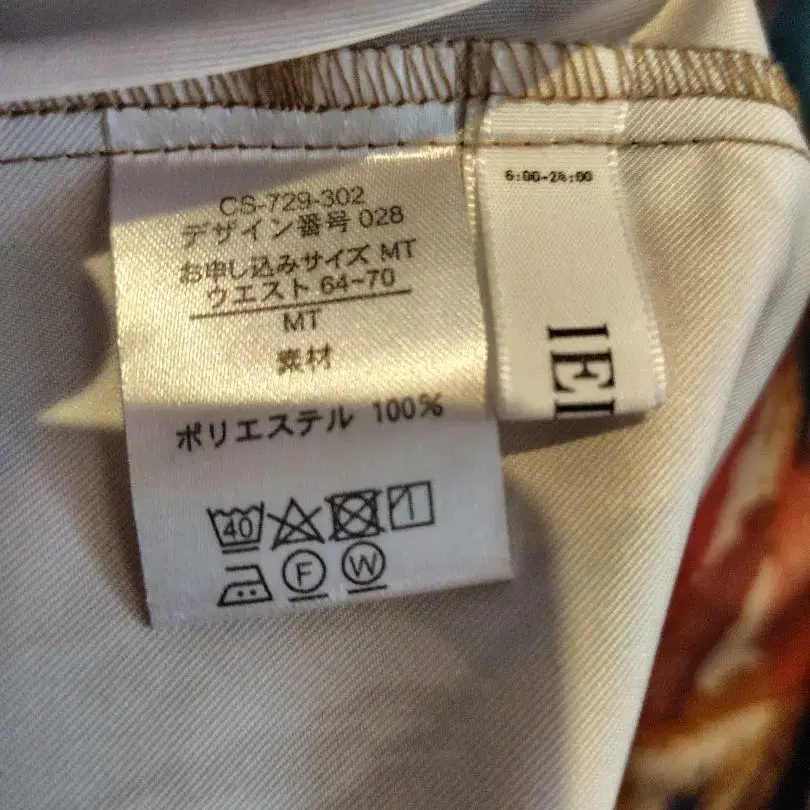 CS-729-302
デザイン番号 028
お申し込みサイズ MT
ウエスト 64-70
MT
素材
ポリエステル 100%
40
F W
6:00-24:00
IEI